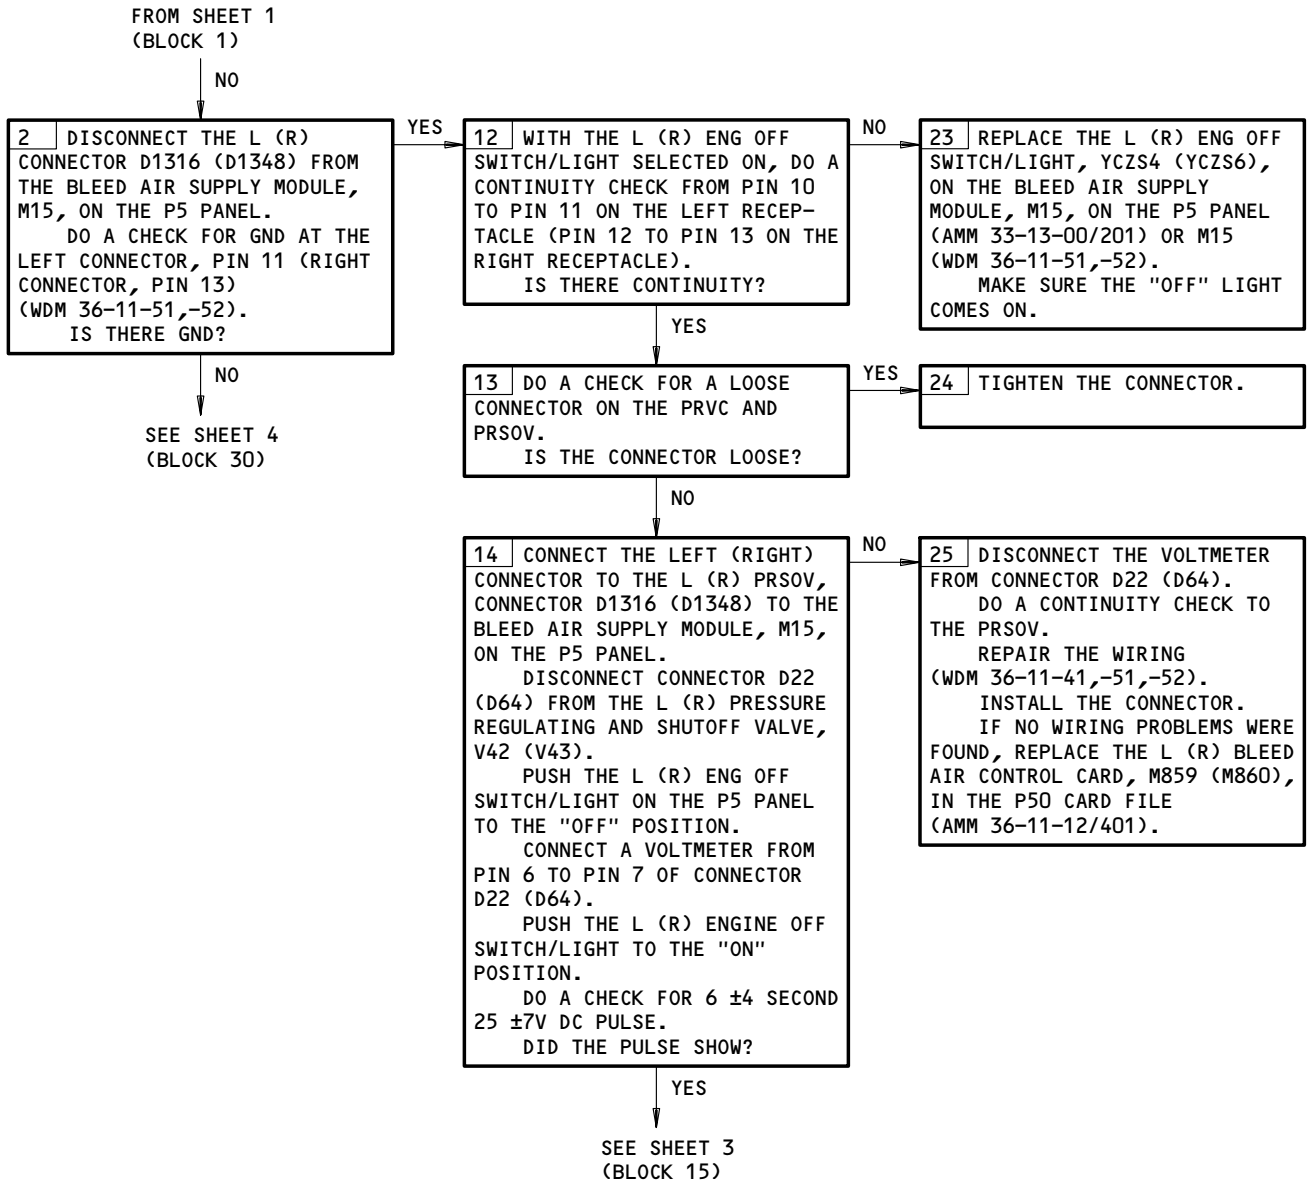 FROM SHEET 1
(BLOCK 1)
NO
2 DISCONNECT THE L (R)
CONNECTOR D1316 (D1348) FROM
THE BLEED AIR SUPPLY MODULE,
M15, ON THE P5 PANEL.
DO A CHECK FOR GND AT THE
LEFT CONNECTOR, PIN 11 (RIGHT
CONNECTOR, PIN 13)
(WDM 36-11-51,-52).
IS THERE GND?
YES
12 WITH THE L (R) ENG OFF
SWITCH/LIGHT SELECTED ON, DO A
CONTINUITY CHECK FROM PIN 10
TO PIN 11 ON THE LEFT RECEP-
TACLE (PIN 12 TO PIN 13 ON THE
RIGHT RECEPTACLE).
IS THERE CONTINUITY?
NO
23 REPLACE THE L (R) ENG OFF
SWITCH/LIGHT, YCZS4 (YCZS6),
ON THE BLEED AIR SUPPLY
MODULE, M15, ON THE P5 PANEL
(AMM 33-13-00/201) OR M15
(WDM 36-11-51,-52).
MAKE SURE THE "OFF" LIGHT
COMES ON.
NO
SEE SHEET 4
(BLOCK 30)
YES
13 DO A CHECK FOR A LOOSE
CONNECTOR ON THE PRVC AND
PRSOV.
IS THE CONNECTOR LOOSE?
YES
24 TIGHTEN THE CONNECTOR.
NO
14 CONNECT THE LEFT (RIGHT)
CONNECTOR TO THE L (R) PRSOV,
CONNECTOR D1316 (D1348) TO THE
BLEED AIR SUPPLY MODULE, M15,
ON THE P5 PANEL.
DISCONNECT CONNECTOR D22
(D64) FROM THE L (R) PRESSURE
REGULATING AND SHUTOFF VALVE,
V42 (V43).
PUSH THE L (R) ENG OFF
SWITCH/LIGHT ON THE P5 PANEL
TO THE "OFF" POSITION.
CONNECT A VOLTMETER FROM
PIN 6 TO PIN 7 OF CONNECTOR
D22 (D64).
PUSH THE L (R) ENGINE OFF
SWITCH/LIGHT TO THE "ON"
POSITION.
DO A CHECK FOR 6 ±4 SECOND
25 ±7V DC PULSE.
DID THE PULSE SHOW?
NO
25 DISCONNECT THE VOLTMETER
FROM CONNECTOR D22 (D64).
DO A CONTINUITY CHECK TO
THE PRSOV.
REPAIR THE WIRING
(WDM 36-11-41,-51,-52).
INSTALL THE CONNECTOR.
IF NO WIRING PROBLEMS WERE
FOUND, REPLACE THE L (R) BLEED
AIR CONTROL CARD, M859 (M860),
IN THE P50 CARD FILE
(AMM 36-11-12/401).
YES
SEE SHEET 3
(BLOCK 15)